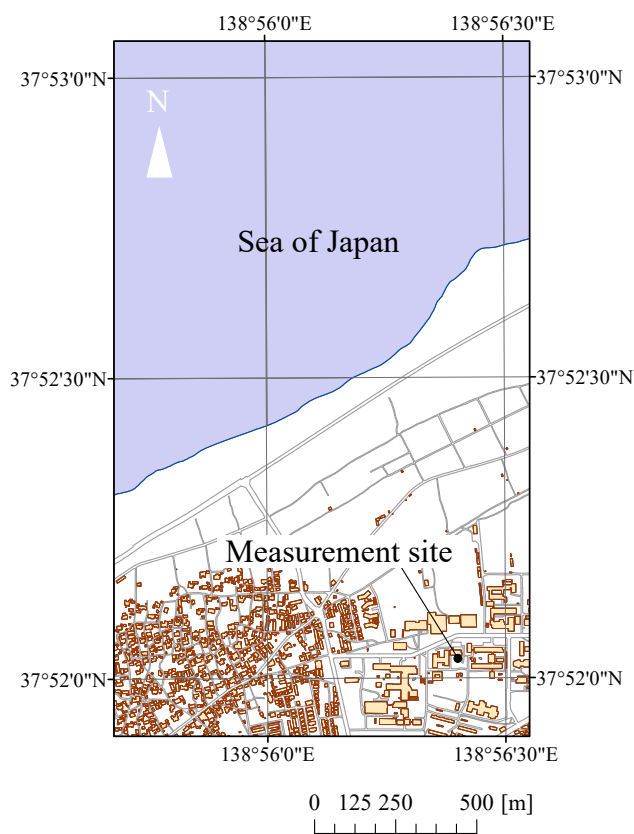 138°56'0"E 138°56'30"E
37°53'0"N 37°53'0"N
N
Sea of Japan
37°52'30"N 37°52'30"N
Measurement site
37°52'0"N 37°52'0"N
138°56'0"E 138°56'30"E
0 125 250 500 [m]